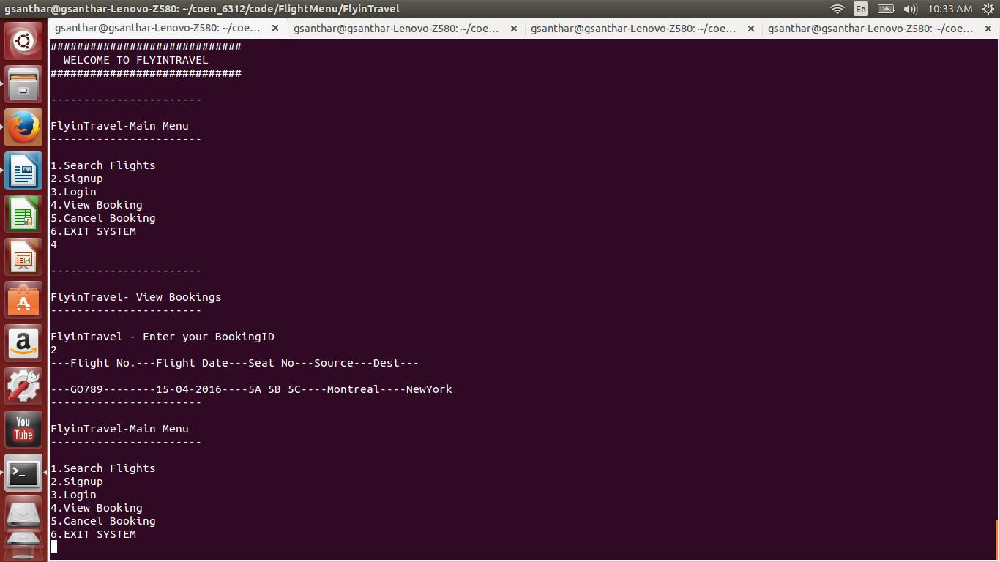 gsanthar@gsanthar-Lenovo-Z580: ~/coen_6312/code/FlightMenu/FlyinTravel
En
10:33 AM
gsanthar@gsanthar-Lenovo-Z580: ~/coe... ×
gsanthar@gsanthar-Lenovo-Z580: ~/coe... ×
gsanthar@gsanthar-Lenovo-Z580: ~/coe... ×
gsanthar@gsanthar-Lenovo-Z580: ~/coe... ×
#############################
  WELCOME TO FLYINTRAVEL
#############################
-----------------------
FlyinTravel-Main Menu
-----------------------
1.Search Flights
2.Signup
3.Login
4.View Booking
5.Cancel Booking
6.EXIT SYSTEM
4
-----------------------
FlyinTravel- View Bookings
-----------------------
FlyinTravel - Enter your BookingID
2
---Flight No.---Flight Date---Seat No---Source---Dest---
---GO789--------15-04-2016----5A 5B 5C----Montreal----NewYork
-----------------------
FlyinTravel-Main Menu
-----------------------
1.Search Flights
2.Signup
3.Login
4.View Booking
5.Cancel Booking
6.EXIT SYSTEM
A
a
You
Tube
>_